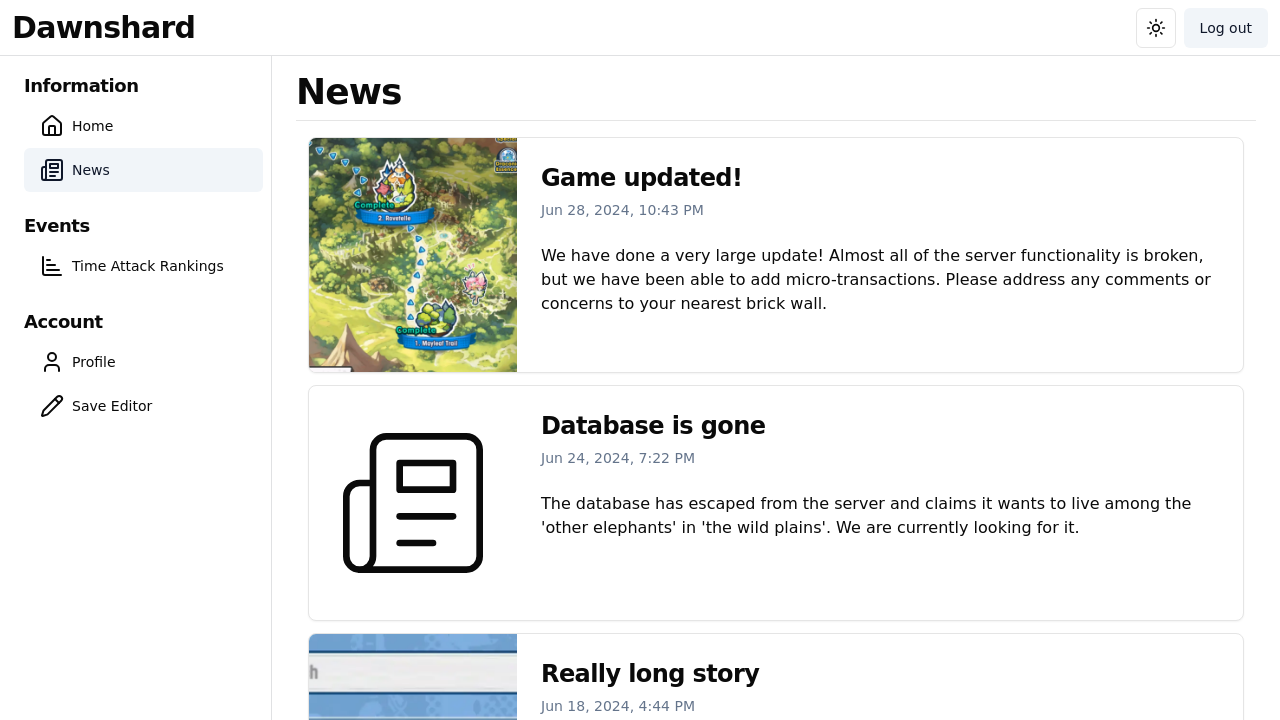 Dawnshard
Log out
Information
Home
News
Events
Time Attack Rankings
Account
Profile
Save Editor
News
Complete
2. Rovetelle
Complete
1. Mayleaf Trail
Game updated!
Jun 28, 2024, 10:43 PM
We have done a very large update! Almost all of the server functionality is broken,
but we have been able to add micro-transactions. Please address any comments or
concerns to your nearest brick wall.
Database is gone
Jun 24, 2024, 7:22 PM
The database has escaped from the server and claims it wants to live among the
'other elephants' in 'the wild plains'. We are currently looking for it.
h
Really long story
Jun 18, 2024, 4:44 PM